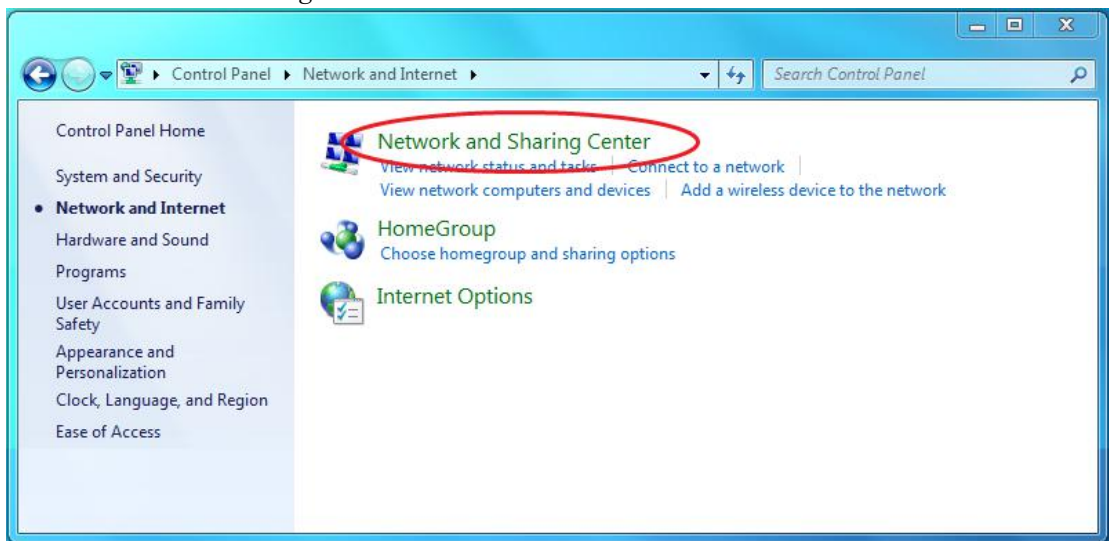 Control Panel
Network and Internet
Search Control Panel
Control Panel Home
System and Security
Network and Internet
Hardware and Sound
Programs
User Accounts and Family
Safety
Appearance and
Personalization
Clock, Language, and Region
Ease of Access
Network and Sharing Center
View network status and tasks Connect to a network
View network computers and devices Add a wireless device to the network
HomeGroup
Choose homegroup and sharing options
Internet Options